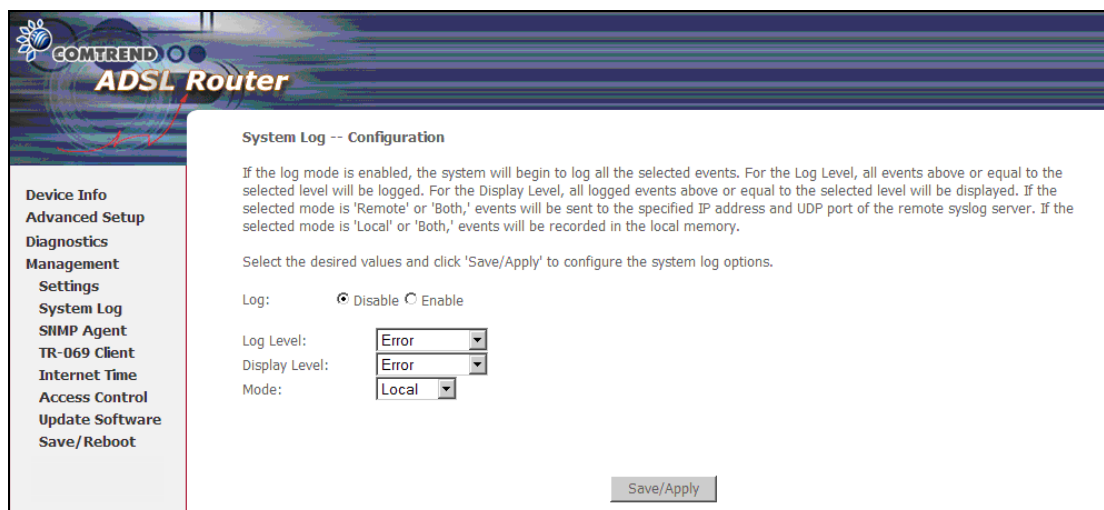 COMTREND
ADSL Router
System Log -- Configuration
If the log mode is enabled, the system will begin to log all the selected events. For the Log Level, all events above or equal to the
selected level will be logged. For the Display Level, all logged events above or equal to the selected level will be displayed. If the
selected mode is 'Remote' or 'Both,' events will be sent to the specified IP address and UDP port of the remote syslog server. If the
selected mode is 'Local' or 'Both,' events will be recorded in the local memory.
Select the desired values and click 'Save/Apply' to configure the system log options.
Log: Disable Enable
Log Level: Error
Display Level: Error
Mode: Local
Save/Apply
Device Info
Advanced Setup
Diagnostics
Management
Settings
System Log
SNMP Agent
TR-069 Client
Internet Time
Access Control
Update Software
Save/Reboot